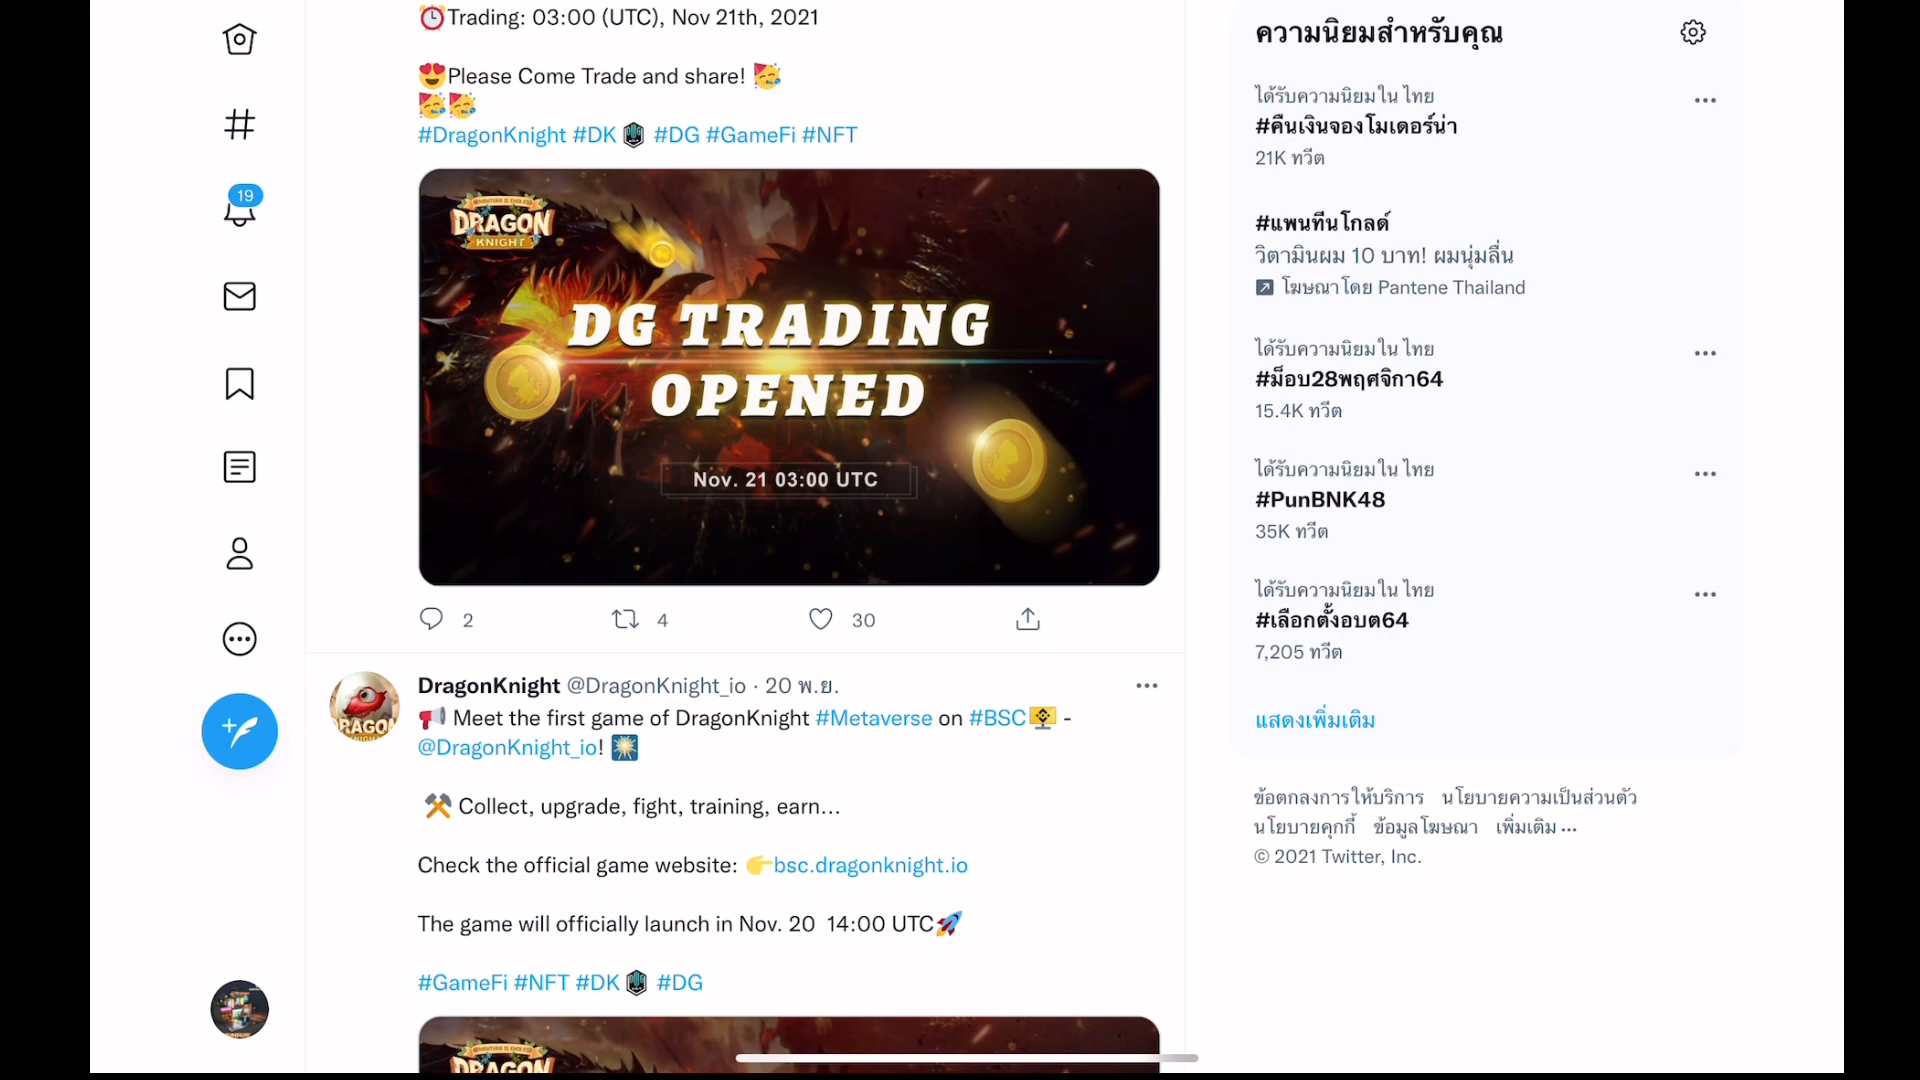 Trading: 03:00 (UTC), Nov 21th, 2021
Please Come Trade and share!
#DragonKnight #DK #DG #GameFi #NFT
ADVENTURE IS ENDLESS
DRAGON
KNIGHT
DG TRADING
OPENED
Nov. 21 03:00 UTC
2 4 30
DragonKnight @DragonKnight_io · 20 พ.ย.
Meet the first game of DragonKnight #Metaverse on #BSC -
@DragonKnight_io!
Collect, upgrade, fight, training, earn…
Check the official game website: bsc.dragonknight.io
The game will officially launch in Nov. 20 14:00 UTC
#GameFi #NFT #DK #DG
ADVENTURE IS ENDLESS
DRAGON
19
DRAGON
ความนิยมสำหรับคุณ
ได้รับความนิยมใน ไทย
#คืนเงินจองโมเดอร์น่า
21K ทวีต
#แพนทีนโกลด์
วิตามินผม 10 บาท! ผมนุ่มลื่น
โฆษณาโดย Pantene Thailand
ได้รับความนิยมใน ไทย
#ม็อบ28พฤศจิกา64
15.4K ทวีต
ได้รับความนิยมใน ไทย
#PunBNK48
35K ทวีต
ได้รับความนิยมใน ไทย
#เลือกตั้งอบต64
7,205 ทวีต
แสดงเพิ่มเติม
ข้อตกลงการให้บริการ นโยบายความเป็นส่วนตัว
นโยบายคุกกี้ ข้อมูลโฆษณา เพิ่มเติม ···
© 2021 Twitter, Inc.